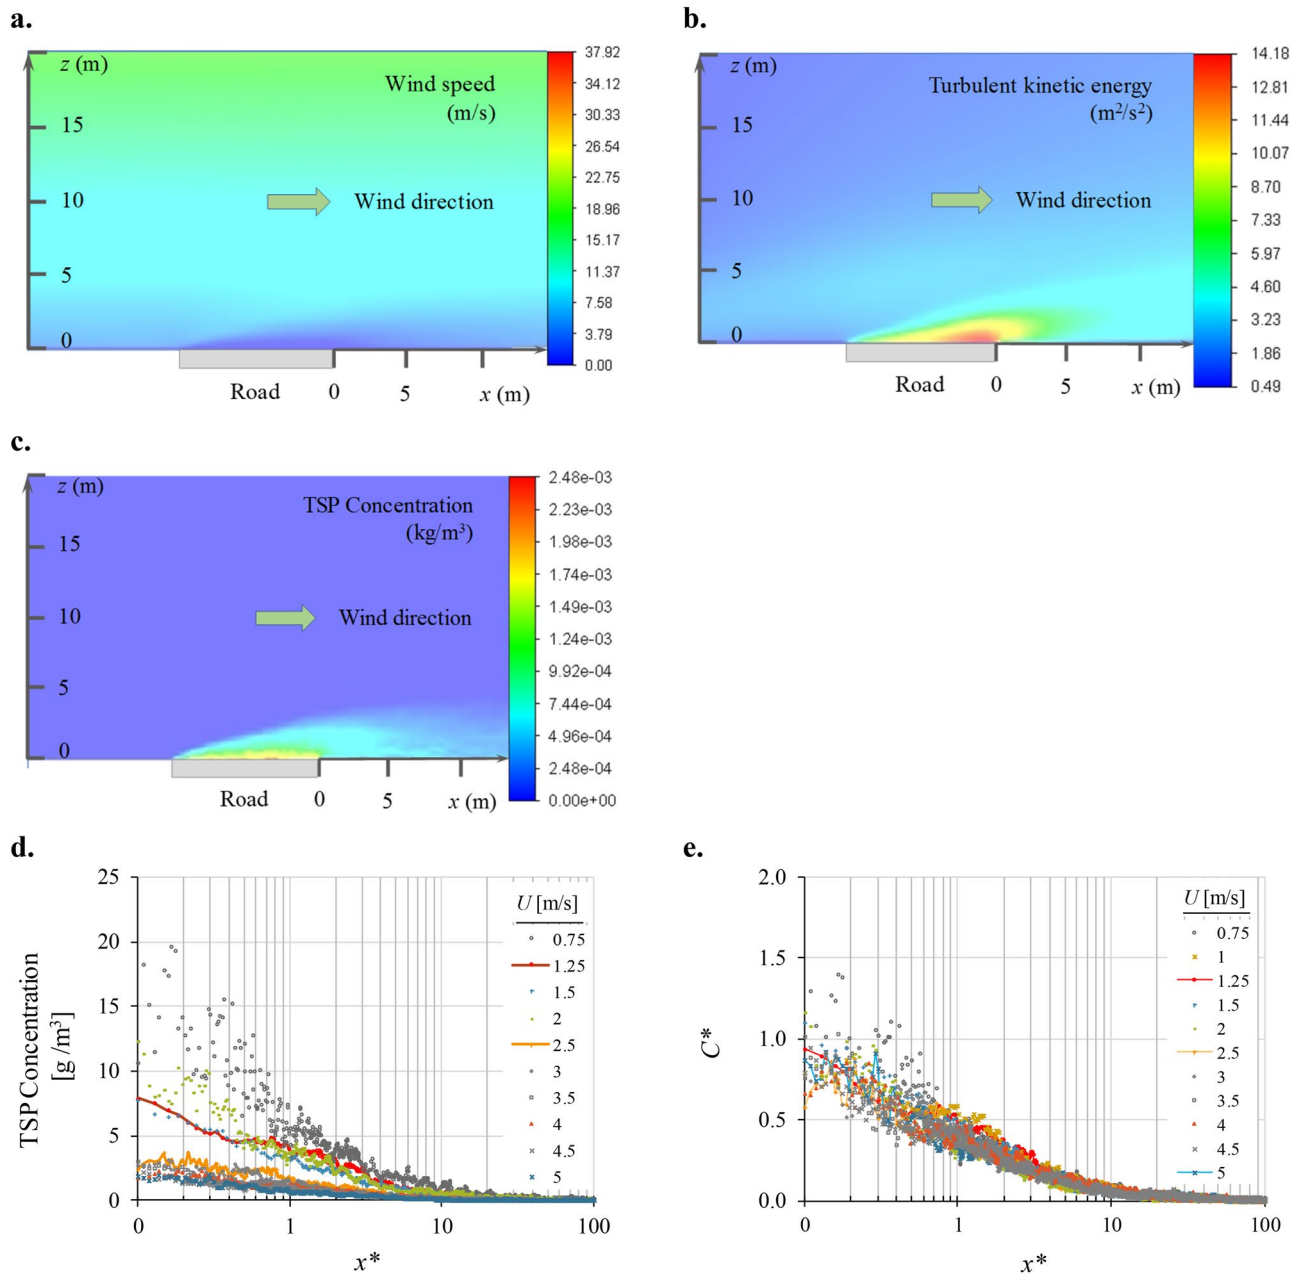 a.
z (m)
Wind speed
(m/s)
15
10
Wind direction
5
0
Road
0
5
x (m)
37.92
34.12
30.33
26.54
22.75
18.96
15.17
11.37
7.58
3.79
0.00
b.
z (m)
Turbulent kinetic energy
(m²/s²)
15
10
Wind direction
5
0
Road
0
5
x (m)
14.18
12.81
11.44
10.07
8.70
7.33
5.97
4.60
3.23
1.86
0.49
c.
z (m)
TSP Concentration
(kg/m³)
15
10
Wind direction
5
0
Road
0
5
x (m)
2.48e-03
2.23e-03
1.98e-03
1.74e-03
1.49e-03
1.24e-03
9.92e-04
7.44e-04
4.96e-04
2.48e-04
0.00e+00
d.
TSP Concentration
[g /m³]
25
20
15
10
5
0
0
1
10
100
x*
U [m/s]
0.75
1.25
1.5
2
2.5
3
3.5
4
4.5
5
e.
C*
2.0
1.5
1.0
0.5
0.0
0
1
10
100
x*
U [m/s]
0.75
1
1.25
1.5
2
2.5
3
3.5
4
4.5
5